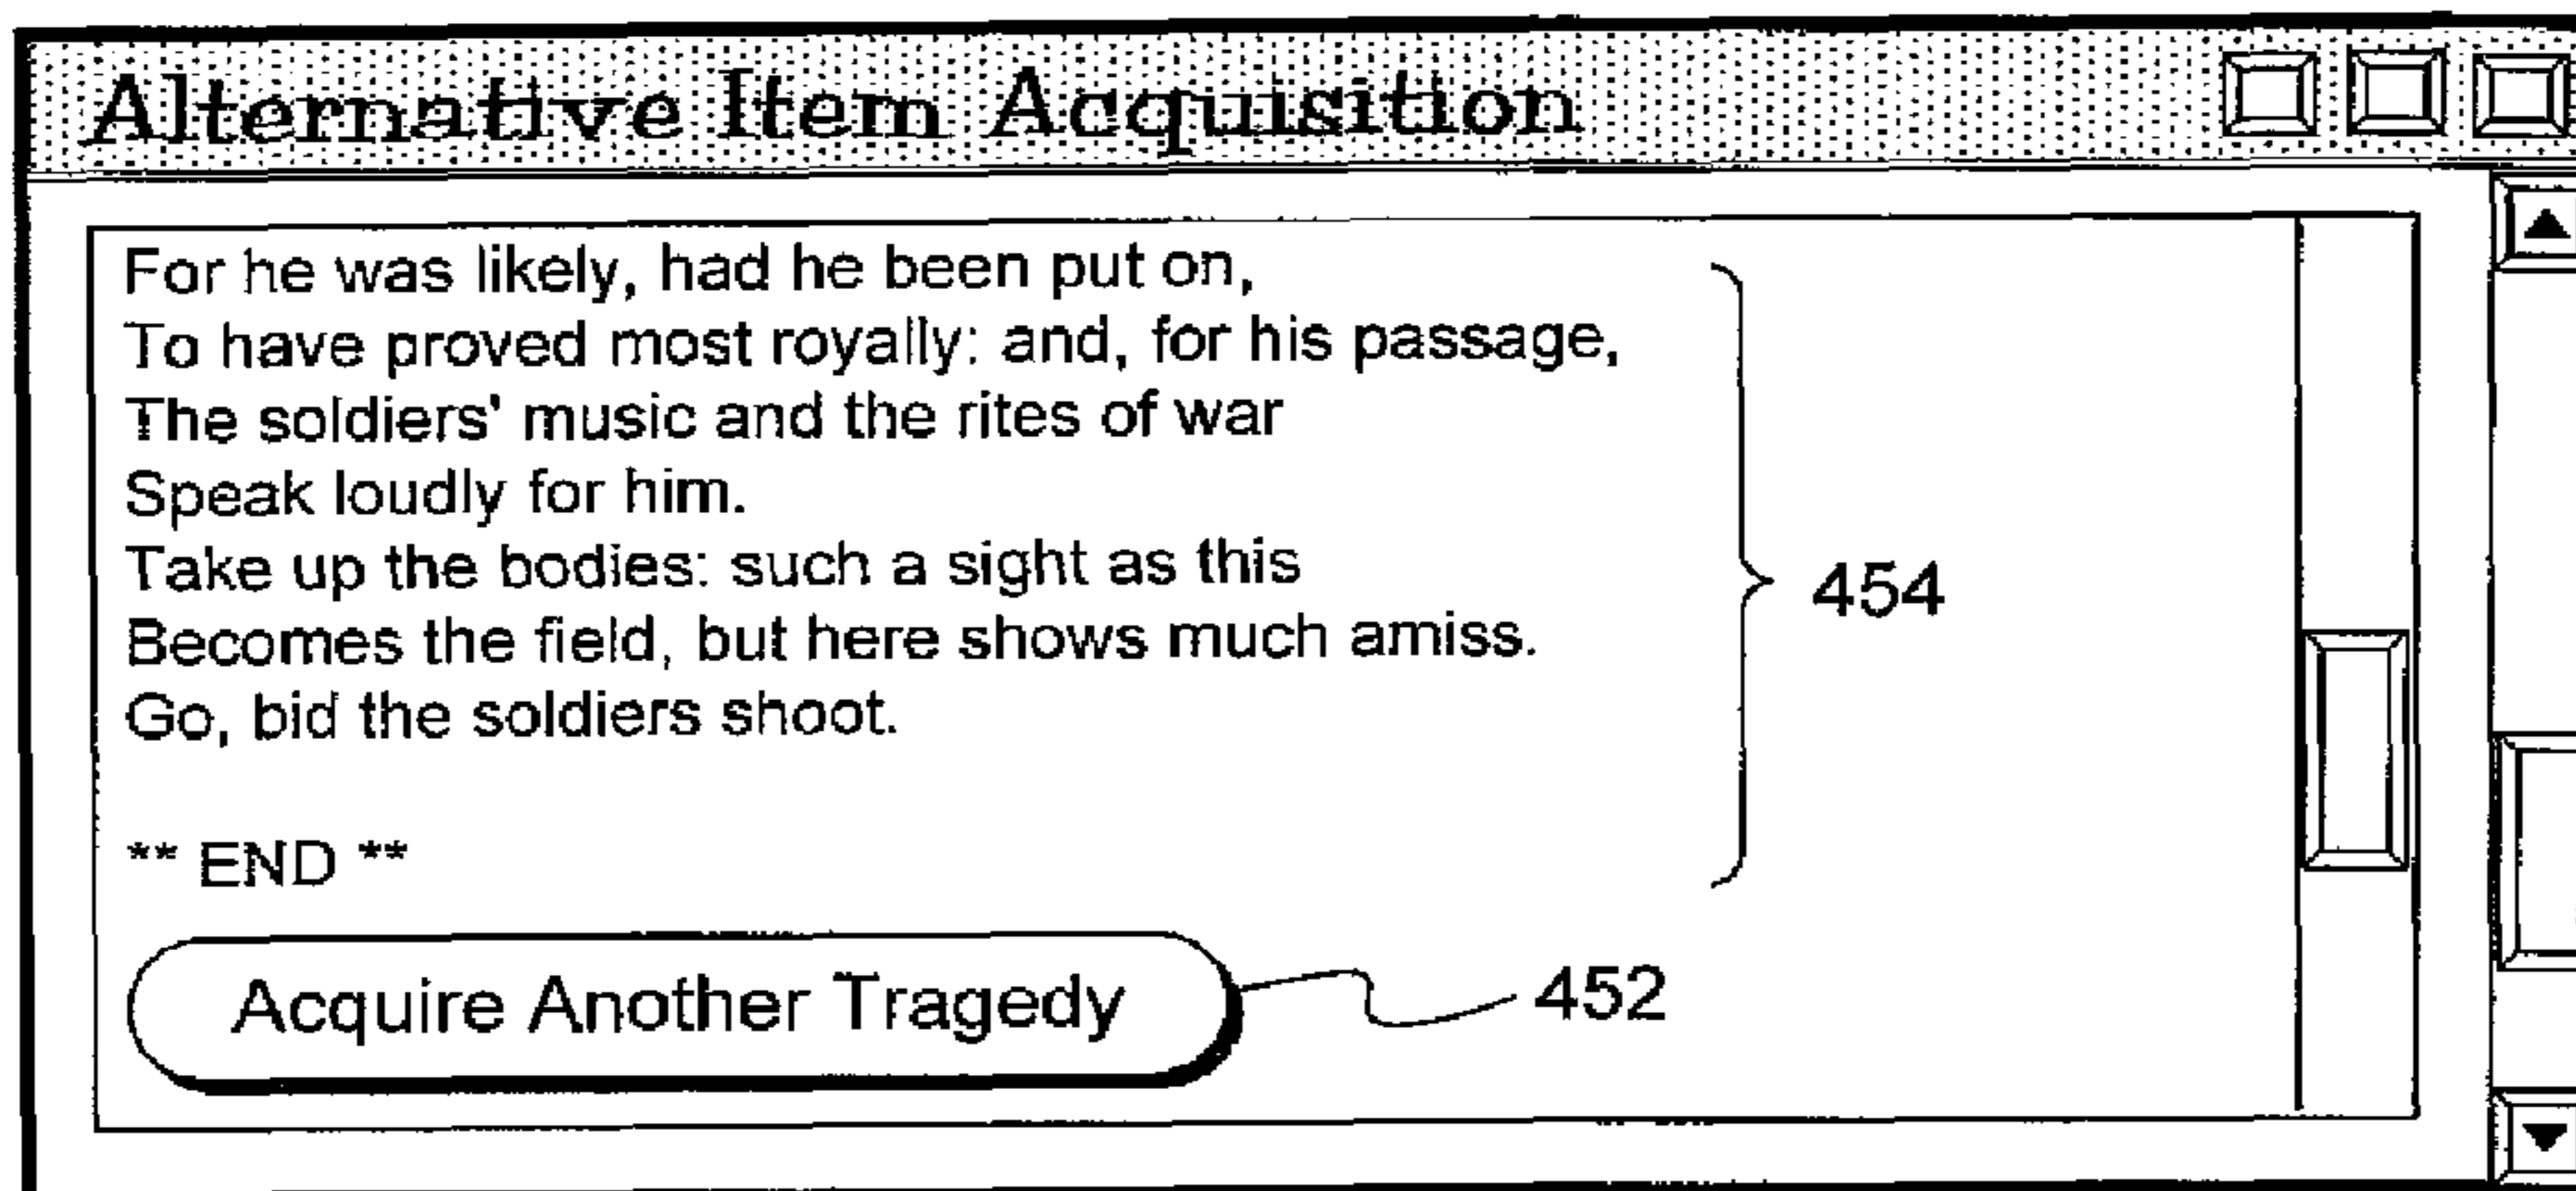 Alternative Item Acquisition
For he was likely, had he been put on,
To have proved most royally: and, for his passage,
The soldiers' music and the rites of war
Speak loudly for him.
Take up the bodies: such a sight as this
Becomes the field, but here shows much amiss.
Go, bid the soldiers shoot.
454
** END **
Acquire Another Tragedy
452